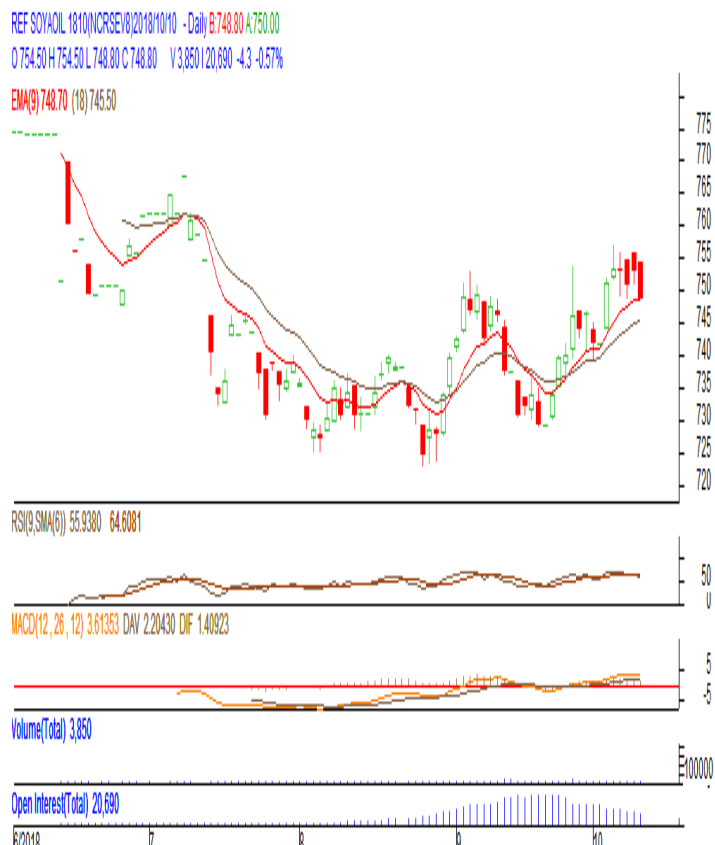 REF SOYAOIL 1810(NCRSEV8)2018/10/10 - Daily B:748.80 A:750.00
O 754.50 H 754.50 L 748.80 C 748.80 V 3,850 I 20,690 -4.3 -0.57%
EMA(9) 748.70 (18) 745.50
775
770
765
760
755
750
745
740
735
730
725
720
RSI(9,SMA(6)) 55.9380 64.6081
50
0
MACD(12 , 26 , 12) 3.61353 DAV 2.20430 DIF 1.40923
5
-5
Volume(Total) 3,850
100000
Open Interest(Total) 20,690
6/2018 7 8 9 10